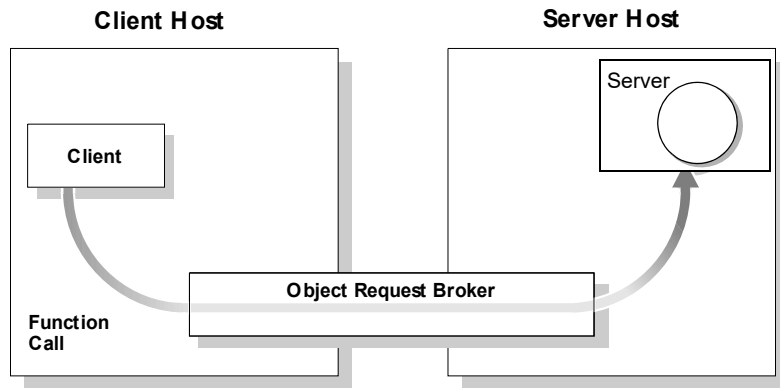 Client Host
Server Host
Server
Client
Object Request Broker
Function
Call